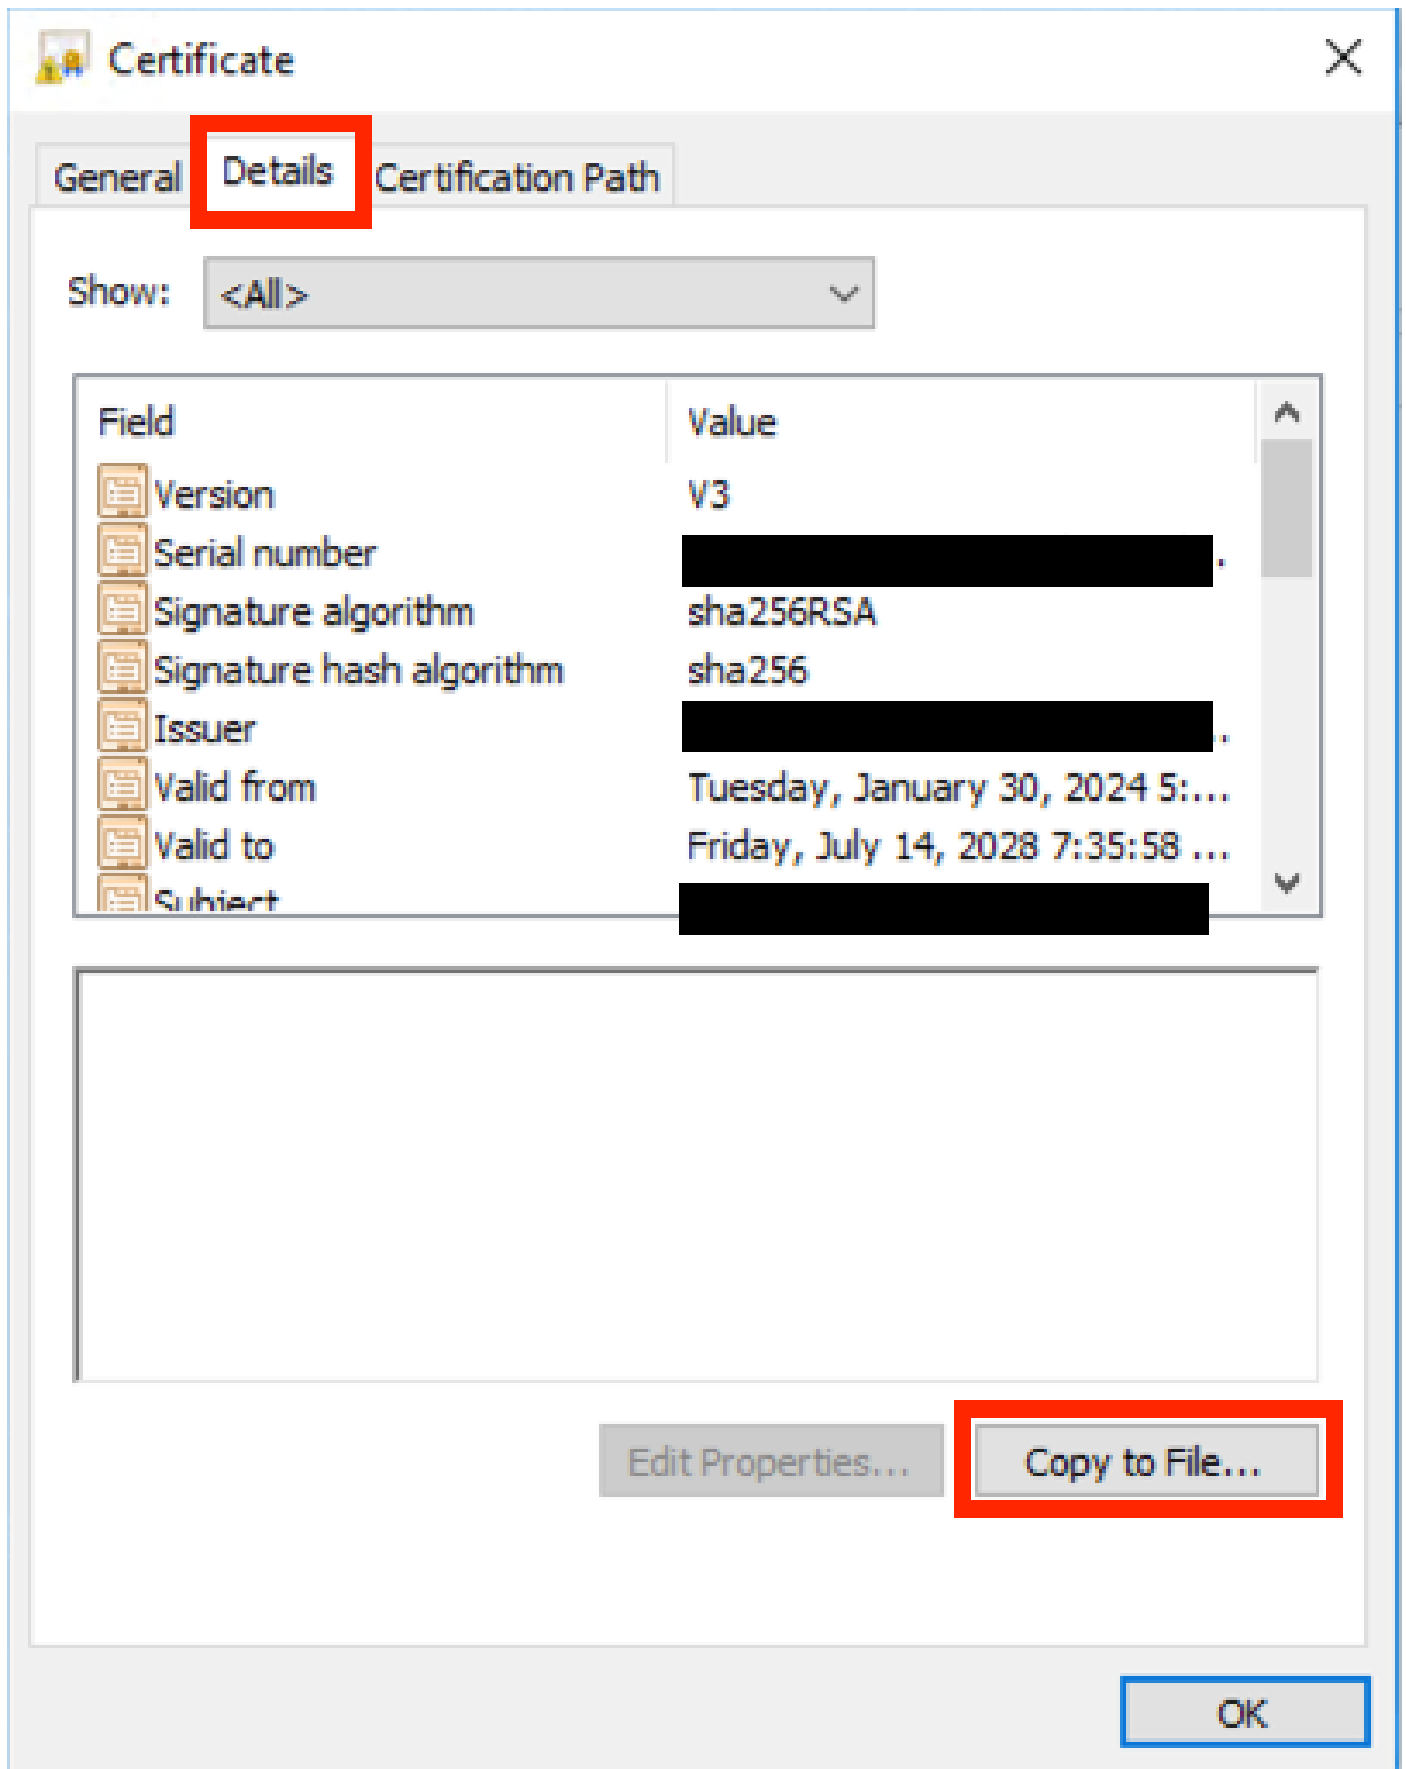 Certificate
General Details Certification Path
Show: <All>
Field Value
Version V3
Serial number .
Signature algorithm sha256RSA
Signature hash algorithm sha256
Issuer ..
Valid from Tuesday, January 30, 2024 5:...
Valid to Friday, July 14, 2028 7:35:58 ...
Subject
Edit Properties... Copy to File...
OK